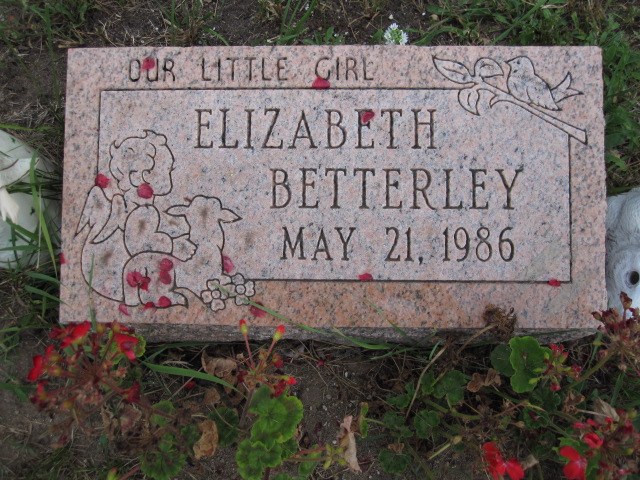 OUR LITTLE GIRL
ELIZABETH
BETTERLEY
MAY 21, 1986